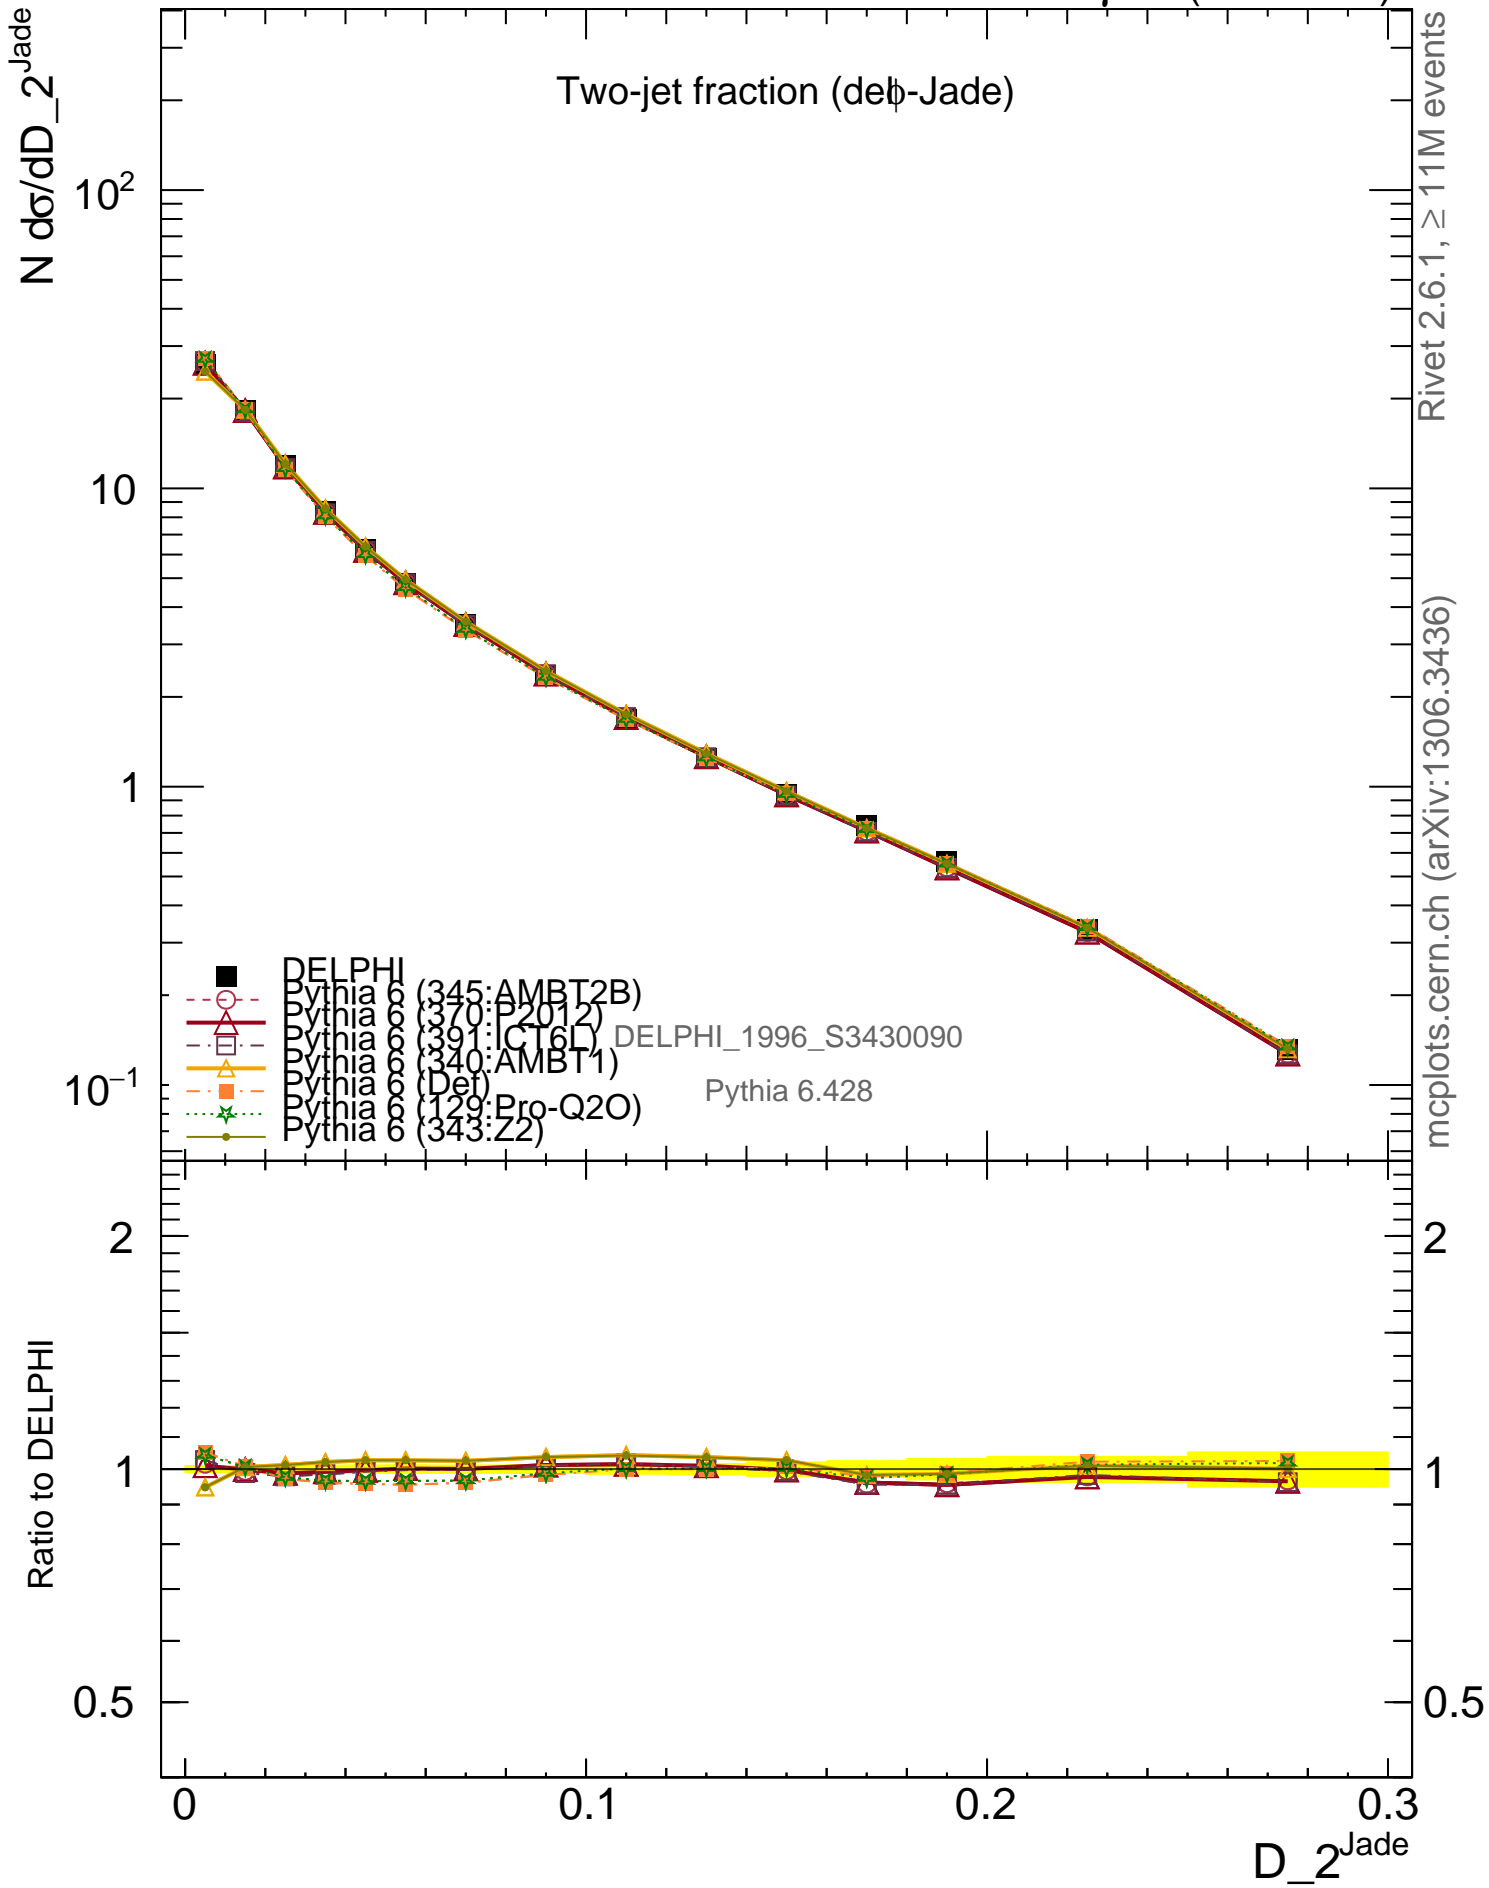 Two-jet fraction (delϕ-Jade)
N dσ/dD_2^Jade
10^2
10
1
10^−1
DELPHI
Pythia 6 (345:AMBT2B)
Pythia 6 (370:P2012)
Pythia 6 (391:ICT6L)
Pythia 6 (340:AMBT1)
Pythia 6 (Def)
Pythia 6 (129:Pro-Q2O)
Pythia 6 (343:Z2)
DELPHI_1996_S3430090
Pythia 6.428
Rivet 2.6.1, ≥ 11M events
mcplots.cern.ch (arXiv:1306.3436)
Ratio to DELPHI
2
1
0.5
2
1
0.5
0
0.1
0.2
0.3
D_2^Jade